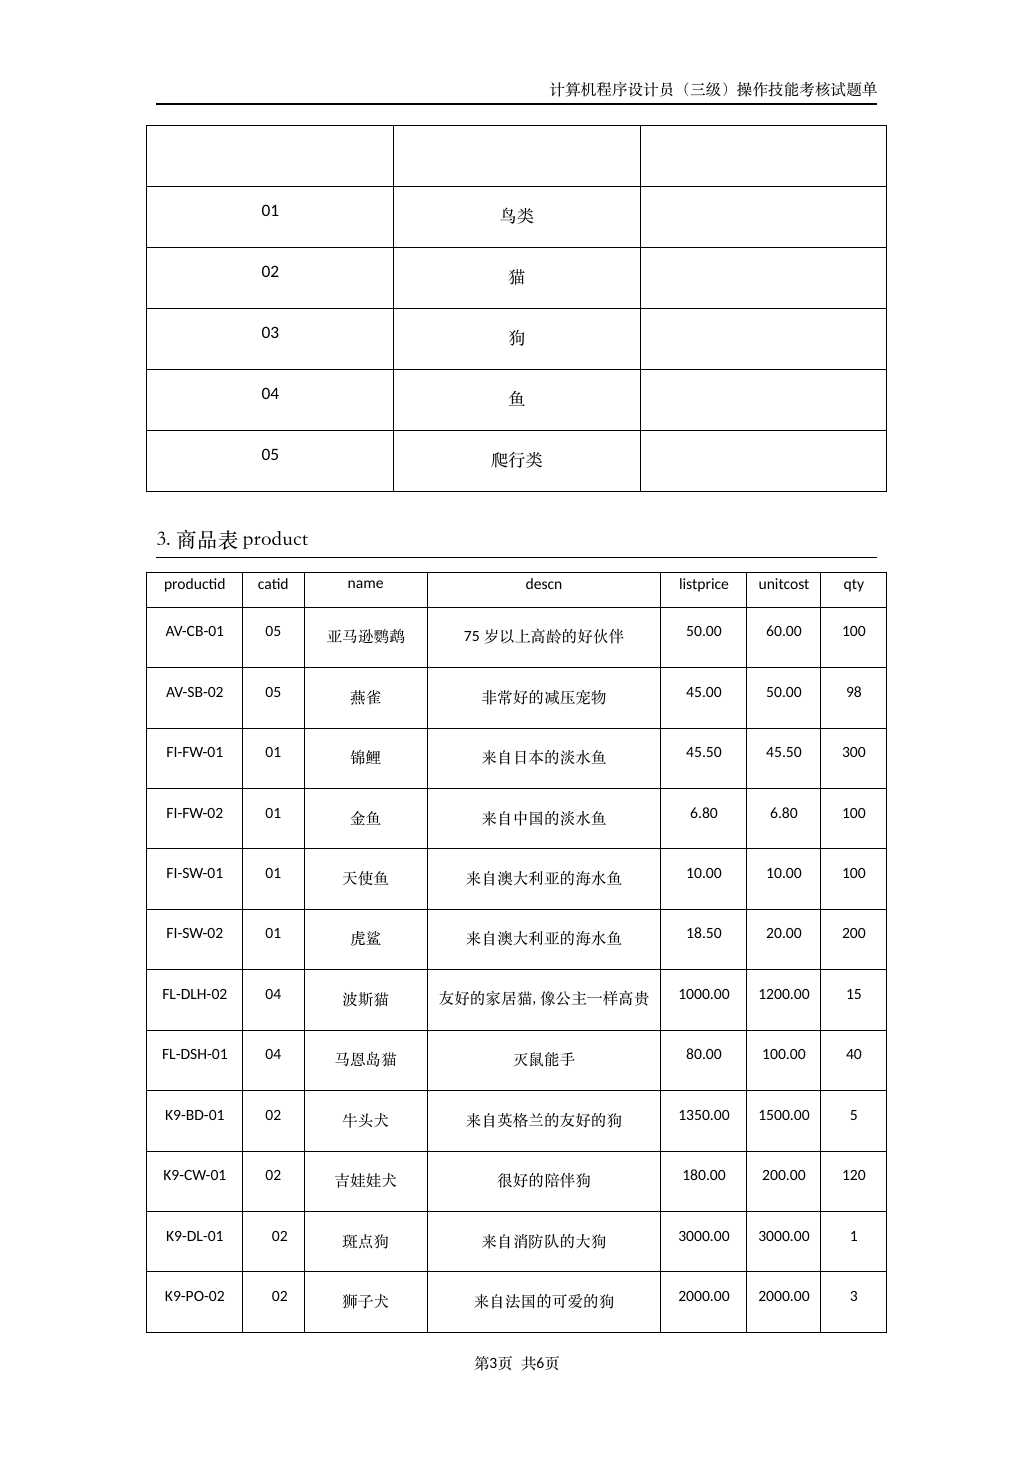 计算机程序设计员（三级）操作技能考核试题单
01 鸟类
02 猫
03 狗
04 鱼
05 爬行类
3. 商品表 product
productid catid name descn listprice unitcost qty
AV-CB-01 05 亚马逊鹦鹉 75 岁以上高龄的好伙伴 50.00 60.00 100
AV-SB-02 05 燕雀 非常好的减压宠物 45.00 50.00 98
FI-FW-01 01 锦鲤 来自日本的淡水鱼 45.50 45.50 300
FI-FW-02 01 金鱼 来自中国的淡水鱼 6.80 6.80 100
FI-SW-01 01 天使鱼 来自澳大利亚的海水鱼 10.00 10.00 100
FI-SW-02 01 虎鲨 来自澳大利亚的海水鱼 18.50 20.00 200
FL-DLH-02 04 波斯猫 友好的家居猫, 像公主一样高贵 1000.00 1200.00 15
FL-DSH-01 04 马恩岛猫 灭鼠能手 80.00 100.00 40
K9-BD-01 02 牛头犬 来自英格兰的友好的狗 1350.00 1500.00 5
K9-CW-01 02 吉娃娃犬 很好的陪伴狗 180.00 200.00 120
K9-DL-01 02 斑点狗 来自消防队的大狗 3000.00 3000.00 1
K9-PO-02 02 狮子犬 来自法国的可爱的狗 2000.00 2000.00 3
第3页 共6页